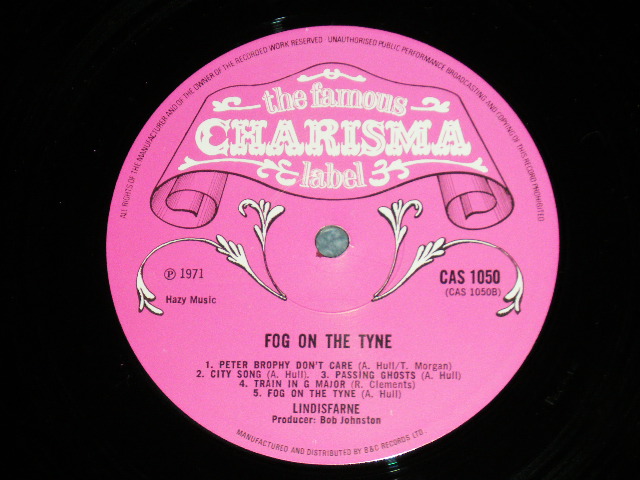 ALL RIGHTS OF THE MANUFACTURER AND OF THE OWNER OF THE RECORDED WORK RESERVED · UNAUTHORISED PUBLIC PERFORMANCE BROADCASTING AND COPYING OF THIS RECORD PROHIBITED
the famous
CHARISMA
label
℗ 1971
Hazy Music
CAS 1050
(CAS 1050B)
FOG ON THE TYNE
1. PETER BROPHY DON'T CARE (A. Hull/T. Morgan)
2. CITY SONG (A. Hull). 3. PASSING GHOSTS (A. Hull)
4. TRAIN IN G MAJOR (R. Clements)
5. FOG ON THE TYNE (A. Hull)
LINDISFARNE
Producer: Bob Johnston
MANUFACTURED AND DISTRIBUTED BY B&C RECORDS LTD.